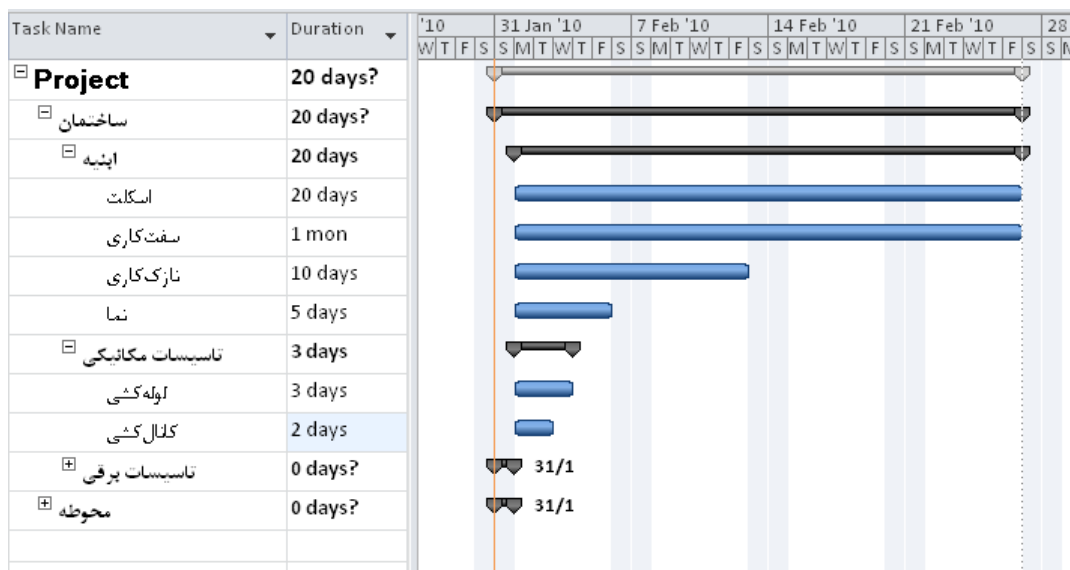 Task Name Duration '10 31 Jan '10 7 Feb '10 14 Feb '10 21 Feb '10 28
W T F S S M T W T F S S M T W T F S S M T W T F S S M T W T F S S M
Project 20 days?
ساختمان 20 days?
ابنیه 20 days
اسکلت 20 days
سفت‌کاری 1 mon
نازک‌کاری 10 days
نما 5 days
تاسیسات مکانیکی 3 days
لوله‌کشی 3 days
کانال‌کشی 2 days
تاسیسات برقی 0 days? 31/1
محوطه 0 days? 31/1